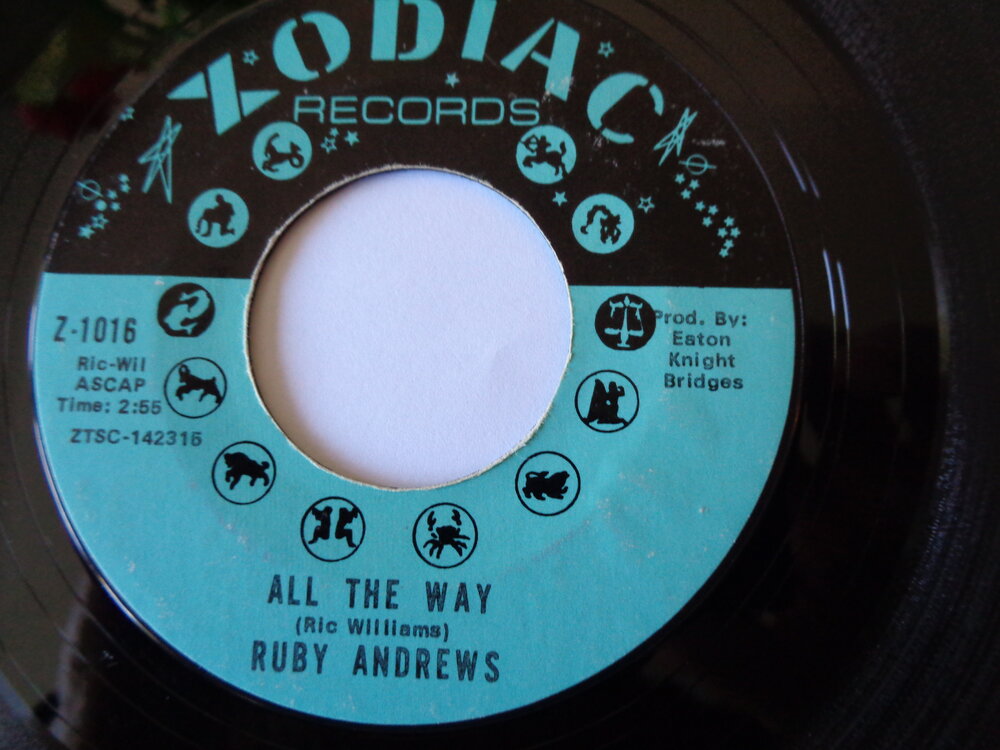 ZODIAC
RECORDS
Z-1016
Ric-Wil
ASCAP
Time: 2:55
ZTSC-142316
Prod. By:
Eaton
Knight
Bridges
ALL THE WAY
(Ric Williams)
RUBY ANDREWS